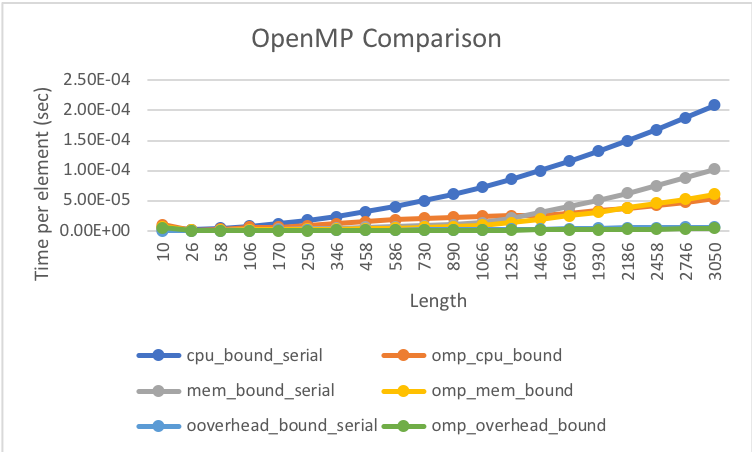 OpenMP Comparison
2.50E-04
2.00E-04
1.50E-04
1.00E-04
5.00E-05
0.00E+00
Time per element (sec)
10 26 58 106 170 250 346 458 586 730 890 1066 1258 1466 1690 1930 2186 2458 2746 3050
Length
cpu_bound_serial omp_cpu_bound
mem_bound_serial omp_mem_bound
ooverhead_bound_serial omp_overhead_bound